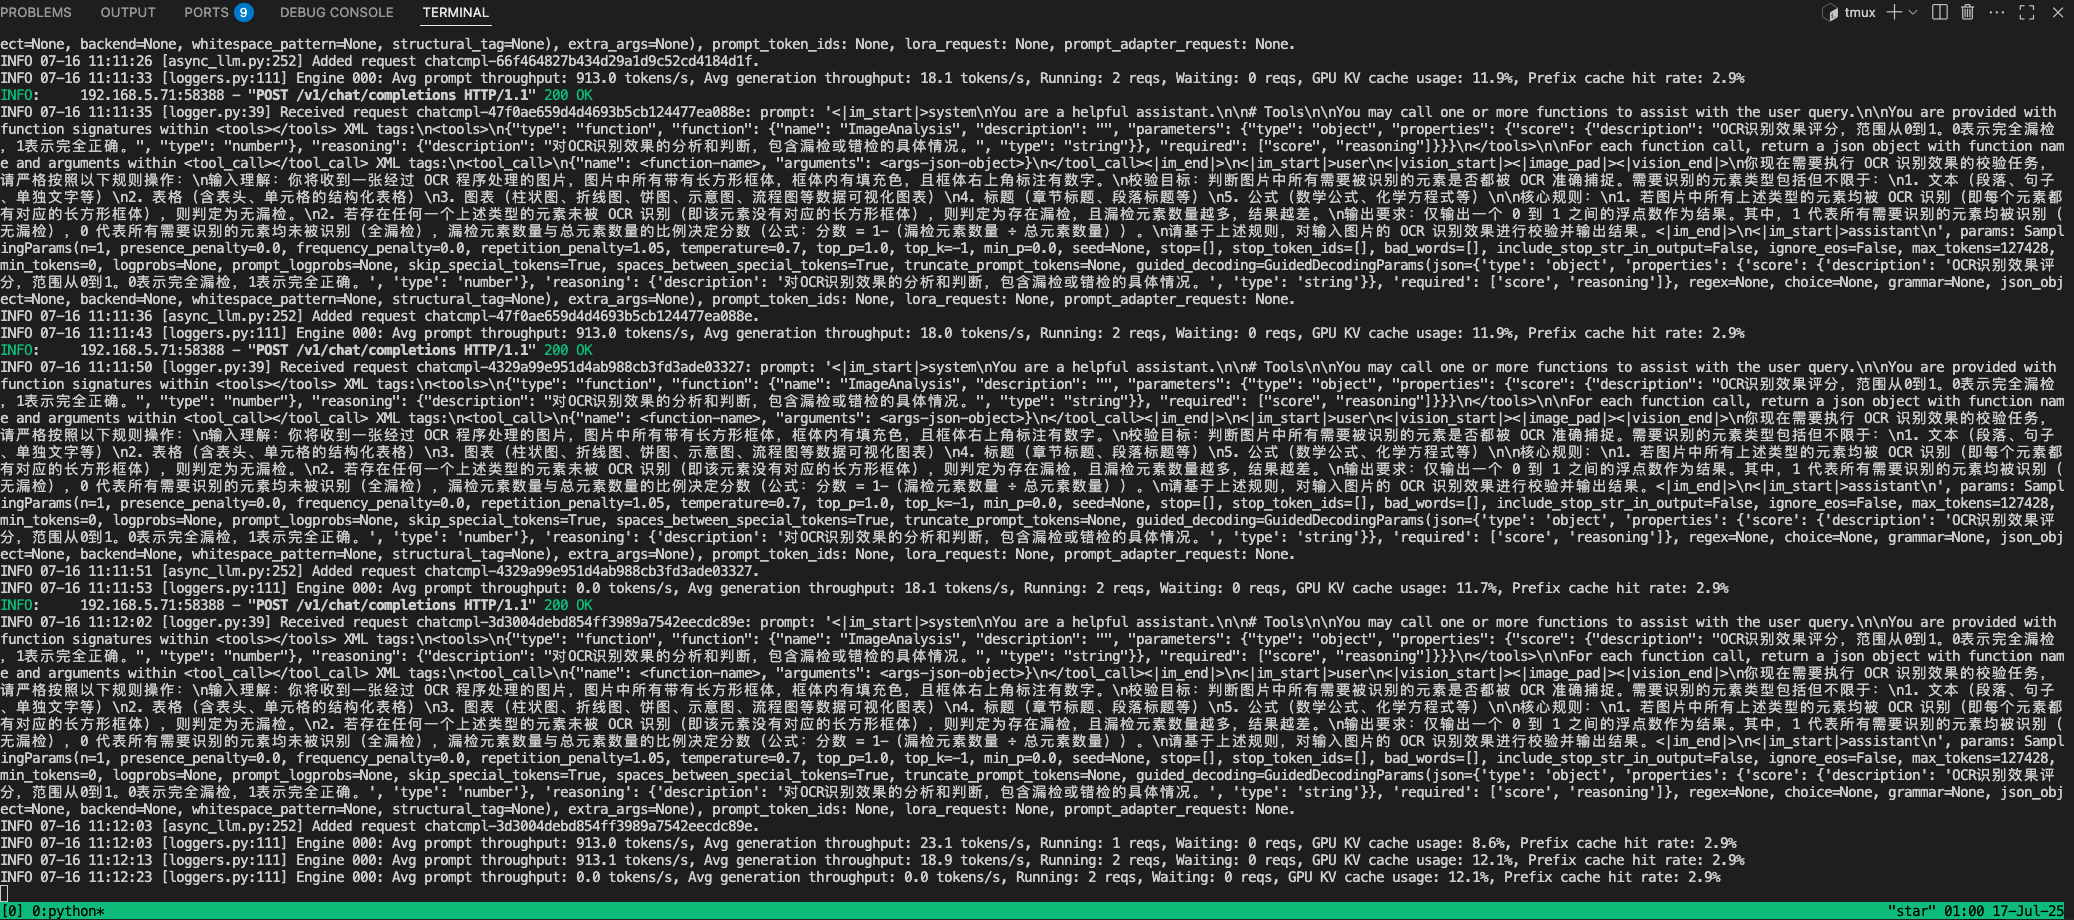 PROBLEMS OUTPUT PORTS 9 DEBUG CONSOLE TERMINAL tmux
ect=None, backend=None, whitespace_pattern=None, structural_tag=None), extra_args=None), prompt_token_ids: None, lora_request: None, prompt_adapter_request: None.
INFO 07-16 11:11:26 [async_llm.py:252] Added request chatcmpl-66f464827b434d29a1d9c52cd4184d1f.
INFO 07-16 11:11:33 [loggers.py:111] Engine 000: Avg prompt throughput: 913.0 tokens/s, Avg generation throughput: 18.1 tokens/s, Running: 2 reqs, Waiting: 0 reqs, GPU KV cache usage: 11.9%, Prefix cache hit rate: 2.9%
INFO: 192.168.5.71:58388 - "POST /v1/chat/completions HTTP/1.1" 200 OK
INFO 07-16 11:11:35 [logger.py:39] Received request chatcmpl-47f0ae659d4d4693b5cb124477ea088e: prompt: '<|im_start|>system\nYou are a helpful assistant.\n\n# Tools\n\nYou may call one or more functions to assist with the user query.\n\nYou are provided with
function signatures within <tools></tools> XML tags:\n<tools>\n{"type": "function", "function": {"name": "ImageAnalysis", "description": "", "parameters": {"type": "object", "properties": {"score": {"description": "OCR识别效果评分，范围从0到1。0表示完全漏检
，1表示完全正确。", "type": "number"}, "reasoning": {"description": "对OCR识别效果的分析和判断，包含漏检或错检的具体情况。", "type": "string"}}, "required": ["score", "reasoning"]}}}\n</tools>\n\nFor each function call, return a json object with function nam
e and arguments within <tool_call></tool_call> XML tags:\n<tool_call>\n{"name": <function-name>, "arguments": <args-json-object>}\n</tool_call><|im_end|>\n<|im_start|>user\n<|vision_start|><|image_pad|><|vision_end|>\n你现在需要执行 OCR 识别效果的校验任务，
请严格按照以下规则操作：\n输入理解：你将收到一张经过 OCR 程序处理的图片，图片中所有带有长方形框体，框体内有填充色，且框体右上角标注有数字。\n校验目标：判断图片中所有需要被识别的元素是否都被 OCR 准确捕捉。需要识别的元素类型包括但不限于：\n1. 文本（段落、句子
、单独文字等）\n2. 表格（含表头、单元格的结构化表格）\n3. 图表（柱状图、折线图、饼图、示意图、流程图等数据可视化图表）\n4. 标题（章节标题、段落标题等）\n5. 公式（数学公式、化学方程式等）\n\n核心规则：\n1. 若图片中所有上述类型的元素均被 OCR 识别（即每个元素都
有对应的长方形框体），则判定为无漏检。\n2. 若存在任何一个上述类型的元素未被 OCR 识别（即该元素没有对应的长方形框体），则判定为存在漏检，且漏检元素数量越多，结果越差。\n输出要求：仅输出一个 0 到 1 之间的浮点数作为结果。其中，1 代表所有需要识别的元素均被识别（
无漏检），0 代表所有需要识别的元素均未被识别（全漏检），漏检元素数量与总元素数量的比例决定分数（公式：分数 = 1-（漏检元素数量 ÷ 总元素数量））。\n请基于上述规则，对输入图片的 OCR 识别效果进行校验并输出结果。<|im_end|>\n<|im_start|>assistant\n', params: Sampl
ingParams(n=1, presence_penalty=0.0, frequency_penalty=0.0, repetition_penalty=1.05, temperature=0.7, top_p=1.0, top_k=-1, min_p=0.0, seed=None, stop=[], stop_token_ids=[], bad_words=[], include_stop_str_in_output=False, ignore_eos=False, max_tokens=127428,
min_tokens=0, logprobs=None, prompt_logprobs=None, skip_special_tokens=True, spaces_between_special_tokens=True, truncate_prompt_tokens=None, guided_decoding=GuidedDecodingParams(json={'type': 'object', 'properties': {'score': {'description': 'OCR识别效果评
分，范围从0到1。0表示完全漏检，1表示完全正确。', 'type': 'number'}, 'reasoning': {'description': '对OCR识别效果的分析和判断，包含漏检或错检的具体情况。', 'type': 'string'}}, 'required': ['score', 'reasoning']}, regex=None, choice=None, grammar=None, json_obj
ect=None, backend=None, whitespace_pattern=None, structural_tag=None), extra_args=None), prompt_token_ids: None, lora_request: None, prompt_adapter_request: None.
INFO 07-16 11:11:36 [async_llm.py:252] Added request chatcmpl-47f0ae659d4d4693b5cb124477ea088e.
INFO 07-16 11:11:43 [loggers.py:111] Engine 000: Avg prompt throughput: 913.0 tokens/s, Avg generation throughput: 18.0 tokens/s, Running: 2 reqs, Waiting: 0 reqs, GPU KV cache usage: 11.9%, Prefix cache hit rate: 2.9%
INFO: 192.168.5.71:58388 - "POST /v1/chat/completions HTTP/1.1" 200 OK
INFO 07-16 11:11:50 [logger.py:39] Received request chatcmpl-4329a99e951d4ab988cb3fd3ade03327: prompt: '<|im_start|>system\nYou are a helpful assistant.\n\n# Tools\n\nYou may call one or more functions to assist with the user query.\n\nYou are provided with
function signatures within <tools></tools> XML tags:\n<tools>\n{"type": "function", "function": {"name": "ImageAnalysis", "description": "", "parameters": {"type": "object", "properties": {"score": {"description": "OCR识别效果评分，范围从0到1。0表示完全漏检
，1表示完全正确。", "type": "number"}, "reasoning": {"description": "对OCR识别效果的分析和判断，包含漏检或错检的具体情况。", "type": "string"}}, "required": ["score", "reasoning"]}}}\n</tools>\n\nFor each function call, return a json object with function nam
e and arguments within <tool_call></tool_call> XML tags:\n<tool_call>\n{"name": <function-name>, "arguments": <args-json-object>}\n</tool_call><|im_end|>\n<|im_start|>user\n<|vision_start|><|image_pad|><|vision_end|>\n你现在需要执行 OCR 识别效果的校验任务，
请严格按照以下规则操作：\n输入理解：你将收到一张经过 OCR 程序处理的图片，图片中所有带有长方形框体，框体内有填充色，且框体右上角标注有数字。\n校验目标：判断图片中所有需要被识别的元素是否都被 OCR 准确捕捉。需要识别的元素类型包括但不限于：\n1. 文本（段落、句子
、单独文字等）\n2. 表格（含表头、单元格的结构化表格）\n3. 图表（柱状图、折线图、饼图、示意图、流程图等数据可视化图表）\n4. 标题（章节标题、段落标题等）\n5. 公式（数学公式、化学方程式等）\n\n核心规则：\n1. 若图片中所有上述类型的元素均被 OCR 识别（即每个元素都
有对应的长方形框体），则判定为无漏检。\n2. 若存在任何一个上述类型的元素未被 OCR 识别（即该元素没有对应的长方形框体），则判定为存在漏检，且漏检元素数量越多，结果越差。\n输出要求：仅输出一个 0 到 1 之间的浮点数作为结果。其中，1 代表所有需要识别的元素均被识别（
无漏检），0 代表所有需要识别的元素均未被识别（全漏检），漏检元素数量与总元素数量的比例决定分数（公式：分数 = 1-（漏检元素数量 ÷ 总元素数量））。\n请基于上述规则，对输入图片的 OCR 识别效果进行校验并输出结果。<|im_end|>\n<|im_start|>assistant\n', params: Sampl
ingParams(n=1, presence_penalty=0.0, frequency_penalty=0.0, repetition_penalty=1.05, temperature=0.7, top_p=1.0, top_k=-1, min_p=0.0, seed=None, stop=[], stop_token_ids=[], bad_words=[], include_stop_str_in_output=False, ignore_eos=False, max_tokens=127428,
min_tokens=0, logprobs=None, prompt_logprobs=None, skip_special_tokens=True, spaces_between_special_tokens=True, truncate_prompt_tokens=None, guided_decoding=GuidedDecodingParams(json={'type': 'object', 'properties': {'score': {'description': 'OCR识别效果评
分，范围从0到1。0表示完全漏检，1表示完全正确。', 'type': 'number'}, 'reasoning': {'description': '对OCR识别效果的分析和判断，包含漏检或错检的具体情况。', 'type': 'string'}}, 'required': ['score', 'reasoning']}, regex=None, choice=None, grammar=None, json_obj
ect=None, backend=None, whitespace_pattern=None, structural_tag=None), extra_args=None), prompt_token_ids: None, lora_request: None, prompt_adapter_request: None.
INFO 07-16 11:11:51 [async_llm.py:252] Added request chatcmpl-4329a99e951d4ab988cb3fd3ade03327.
INFO 07-16 11:11:53 [loggers.py:111] Engine 000: Avg prompt throughput: 0.0 tokens/s, Avg generation throughput: 18.1 tokens/s, Running: 2 reqs, Waiting: 0 reqs, GPU KV cache usage: 11.7%, Prefix cache hit rate: 2.9%
INFO: 192.168.5.71:58388 - "POST /v1/chat/completions HTTP/1.1" 200 OK
INFO 07-16 11:12:02 [logger.py:39] Received request chatcmpl-3d3004debd854ff3989a7542eecdc89e: prompt: '<|im_start|>system\nYou are a helpful assistant.\n\n# Tools\n\nYou may call one or more functions to assist with the user query.\n\nYou are provided with
function signatures within <tools></tools> XML tags:\n<tools>\n{"type": "function", "function": {"name": "ImageAnalysis", "description": "", "parameters": {"type": "object", "properties": {"score": {"description": "OCR识别效果评分，范围从0到1。0表示完全漏检
，1表示完全正确。", "type": "number"}, "reasoning": {"description": "对OCR识别效果的分析和判断，包含漏检或错检的具体情况。", "type": "string"}}, "required": ["score", "reasoning"]}}}\n</tools>\n\nFor each function call, return a json object with function nam
e and arguments within <tool_call></tool_call> XML tags:\n<tool_call>\n{"name": <function-name>, "arguments": <args-json-object>}\n</tool_call><|im_end|>\n<|im_start|>user\n<|vision_start|><|image_pad|><|vision_end|>\n你现在需要执行 OCR 识别效果的校验任务，
请严格按照以下规则操作：\n输入理解：你将收到一张经过 OCR 程序处理的图片，图片中所有带有长方形框体，框体内有填充色，且框体右上角标注有数字。\n校验目标：判断图片中所有需要被识别的元素是否都被 OCR 准确捕捉。需要识别的元素类型包括但不限于：\n1. 文本（段落、句子
、单独文字等）\n2. 表格（含表头、单元格的结构化表格）\n3. 图表（柱状图、折线图、饼图、示意图、流程图等数据可视化图表）\n4. 标题（章节标题、段落标题等）\n5. 公式（数学公式、化学方程式等）\n\n核心规则：\n1. 若图片中所有上述类型的元素均被 OCR 识别（即每个元素都
有对应的长方形框体），则判定为无漏检。\n2. 若存在任何一个上述类型的元素未被 OCR 识别（即该元素没有对应的长方形框体），则判定为存在漏检，且漏检元素数量越多，结果越差。\n输出要求：仅输出一个 0 到 1 之间的浮点数作为结果。其中，1 代表所有需要识别的元素均被识别（
无漏检），0 代表所有需要识别的元素均未被识别（全漏检），漏检元素数量与总元素数量的比例决定分数（公式：分数 = 1-（漏检元素数量 ÷ 总元素数量））。\n请基于上述规则，对输入图片的 OCR 识别效果进行校验并输出结果。<|im_end|>\n<|im_start|>assistant\n', params: Sampl
ingParams(n=1, presence_penalty=0.0, frequency_penalty=0.0, repetition_penalty=1.05, temperature=0.7, top_p=1.0, top_k=-1, min_p=0.0, seed=None, stop=[], stop_token_ids=[], bad_words=[], include_stop_str_in_output=False, ignore_eos=False, max_tokens=127428,
min_tokens=0, logprobs=None, prompt_logprobs=None, skip_special_tokens=True, spaces_between_special_tokens=True, truncate_prompt_tokens=None, guided_decoding=GuidedDecodingParams(json={'type': 'object', 'properties': {'score': {'description': 'OCR识别效果评
分，范围从0到1。0表示完全漏检，1表示完全正确。', 'type': 'number'}, 'reasoning': {'description': '对OCR识别效果的分析和判断，包含漏检或错检的具体情况。', 'type': 'string'}}, 'required': ['score', 'reasoning']}, regex=None, choice=None, grammar=None, json_obj
ect=None, backend=None, whitespace_pattern=None, structural_tag=None), extra_args=None), prompt_token_ids: None, lora_request: None, prompt_adapter_request: None.
INFO 07-16 11:12:03 [async_llm.py:252] Added request chatcmpl-3d3004debd854ff3989a7542eecdc89e.
INFO 07-16 11:12:03 [loggers.py:111] Engine 000: Avg prompt throughput: 913.0 tokens/s, Avg generation throughput: 23.1 tokens/s, Running: 1 reqs, Waiting: 0 reqs, GPU KV cache usage: 8.6%, Prefix cache hit rate: 2.9%
INFO 07-16 11:12:13 [loggers.py:111] Engine 000: Avg prompt throughput: 913.1 tokens/s, Avg generation throughput: 18.9 tokens/s, Running: 2 reqs, Waiting: 0 reqs, GPU KV cache usage: 12.1%, Prefix cache hit rate: 2.9%
INFO 07-16 11:12:23 [loggers.py:111] Engine 000: Avg prompt throughput: 0.0 tokens/s, Avg generation throughput: 0.0 tokens/s, Running: 2 reqs, Waiting: 0 reqs, GPU KV cache usage: 12.1%, Prefix cache hit rate: 2.9%
[0] 0:python* "star" 01:00 17-Jul-25